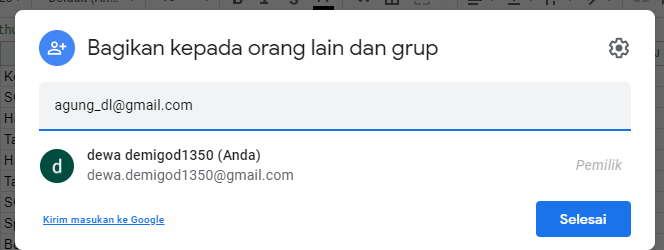 Bagikan kepada orang lain dan grup
agung_dl@gmail.com
d
dewa demigod1350 (Anda)
dewa.demigod1350@gmail.com
Pemilik
Kirim masukan ke Google
Selesai